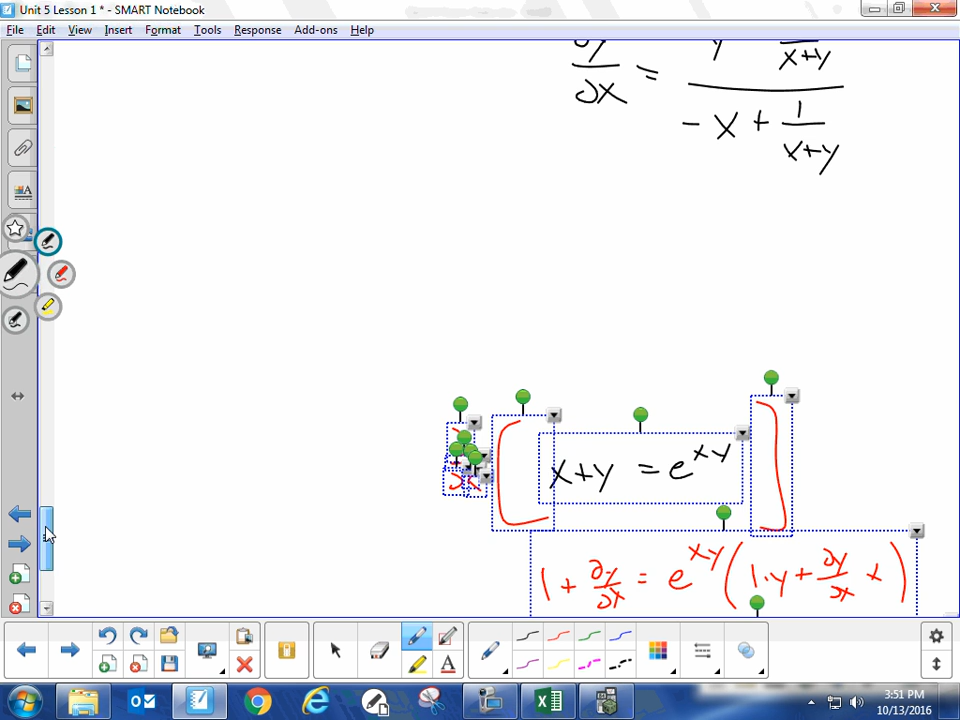 Unit 5 Lesson 1 * - SMART Notebook
File Edit View Insert Format Tools Response Add-ons Help
∂y/∂x = (y - 1/(x+y)) / (-x + 1/(x+y))
[ x+y = e^xy ]
1 + ∂y/∂x = e^xy (1·y + ∂y/∂x x)
A
3:51 PM
10/13/2016